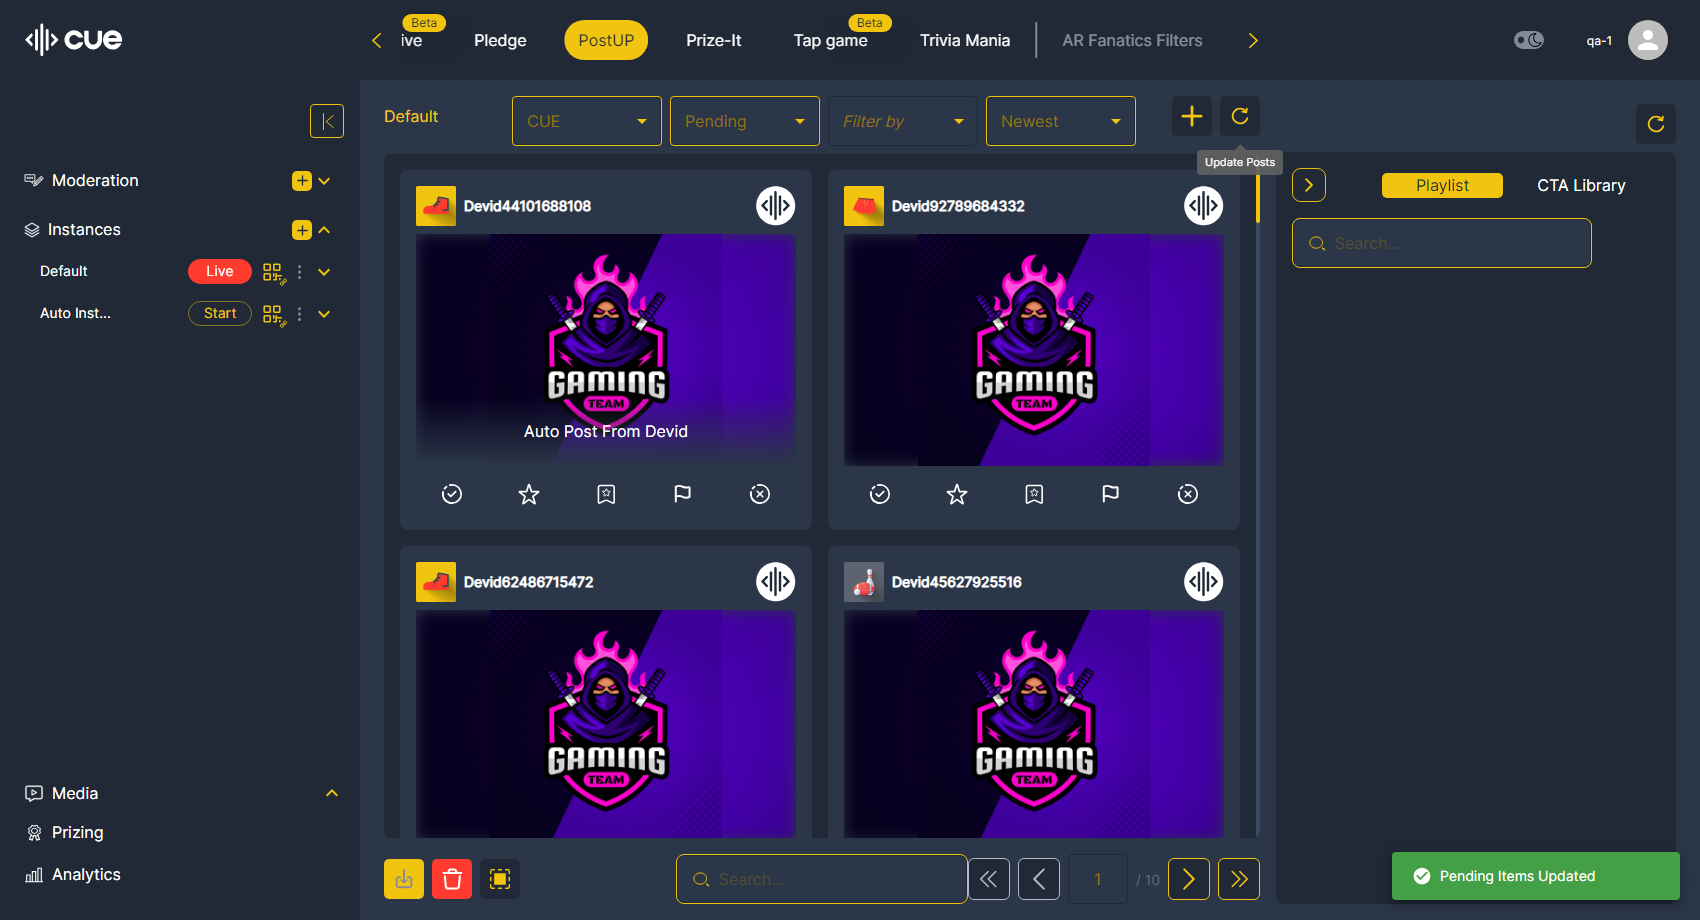 cue
Beta
ive
Pledge
PostUP
Prize-It
Beta
Tap game
Trivia Mania
AR Fanatics Filters
qa-1
Default
CUE
Pending
Filter by
Newest
Update Posts
Moderation
Instances
Default
Live
Auto Inst...
Start
Devid44101688108
GAMING
TEAM
Auto Post From Devid
Devid92789684332
GAMING
TEAM
Devid62486715472
GAMING
TEAM
Devid45627925516
GAMING
TEAM
Playlist
CTA Library
Search...
Media
Prizing
Analytics
Search...
1
/ 10
Pending Items Updated